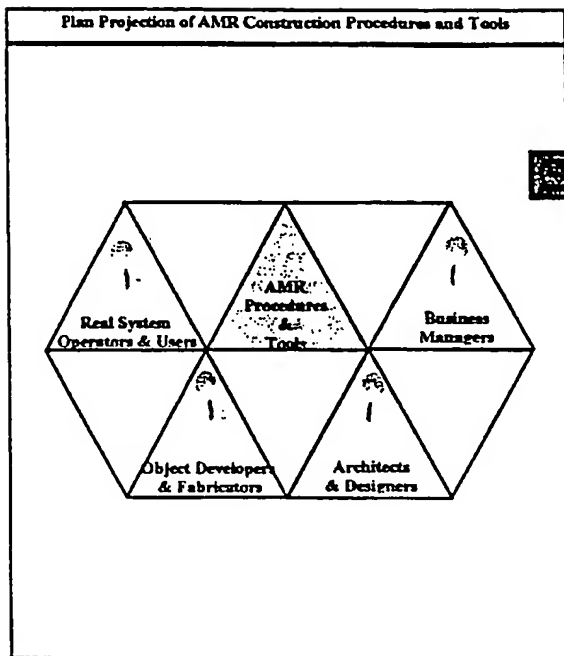 Plan Projection of AMR Construction Procedures and Tools
AMR
Procedures
&
Tools
Real System
Operators & Users
Business
Managers
Object Developers
& Fabricators
Architects
& Designers